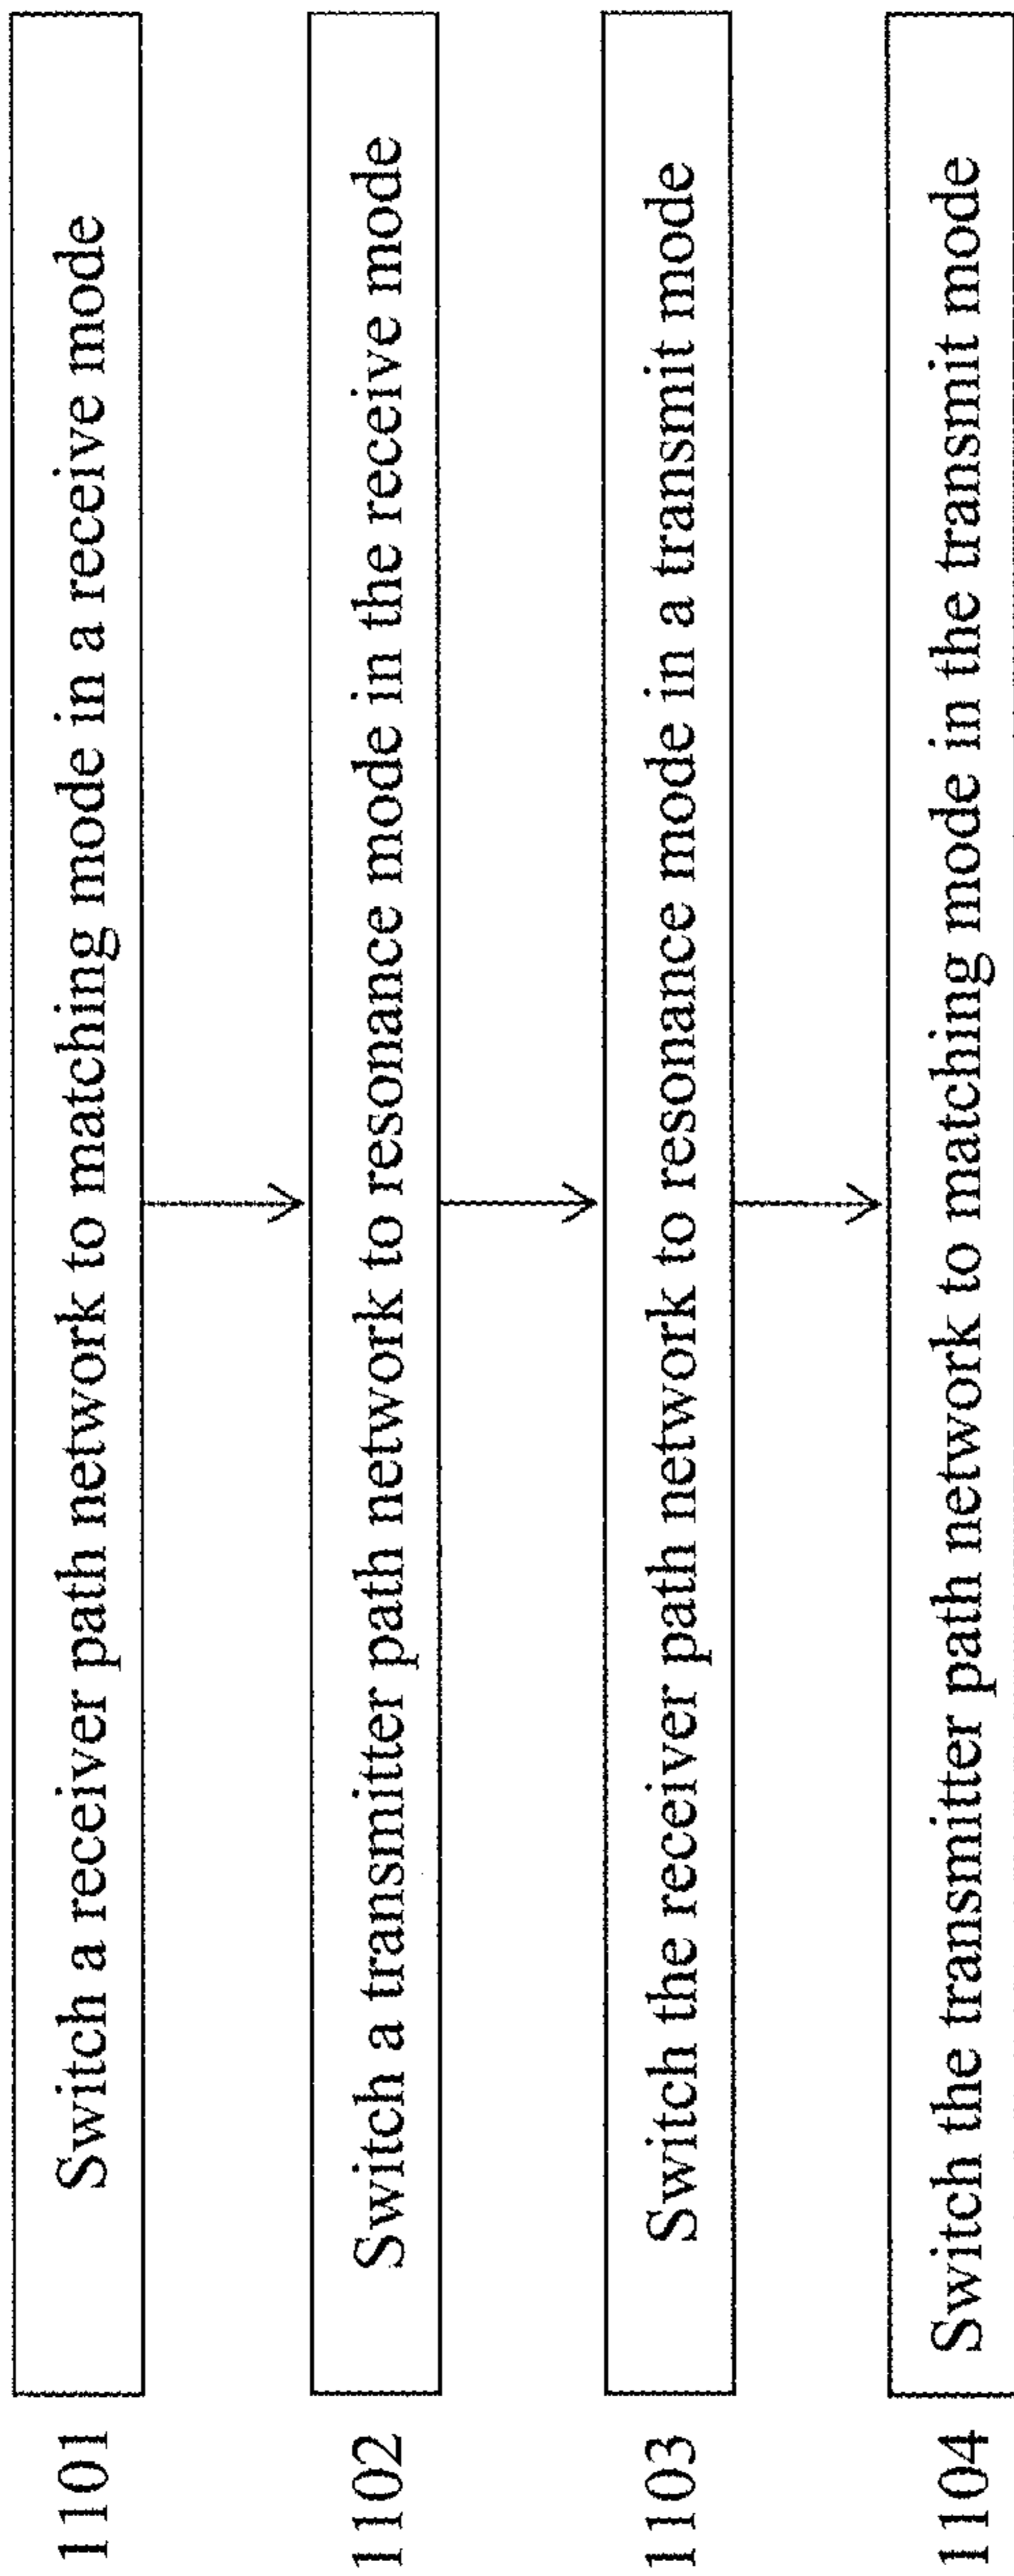 1101 Switch a receiver path network to matching mode in a receive mode
1102 Switch a transmitter path network to resonance mode in the receive mode
1103 Switch the receiver path network to resonance mode in a transmit mode
1104 Switch the transmitter path network to matching mode in the transmit mode